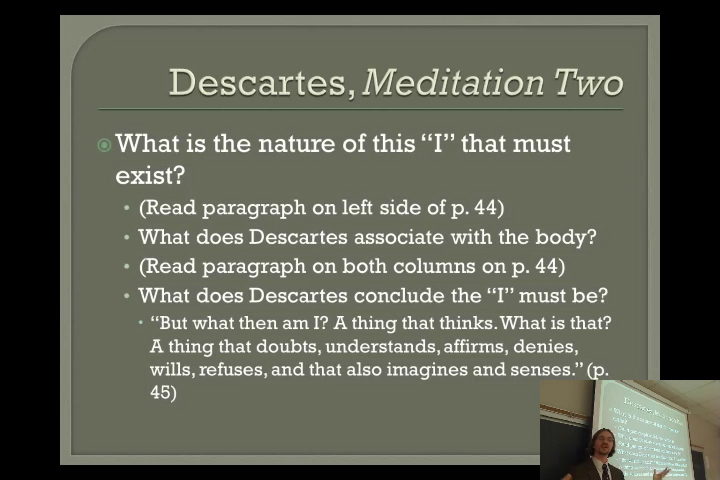 Descartes, Meditation Two
What is the nature of this “I” that must
exist?
(Read paragraph on left side of p. 44)
What does Descartes associate with the body?
(Read paragraph on both columns on p. 44)
What does Descartes conclude the “I” must be?
“But what then am I? A thing that thinks. What is that?
A thing that doubts, understands, affirms, denies,
wills, refuses, and that also imagines and senses.” (p.
45)